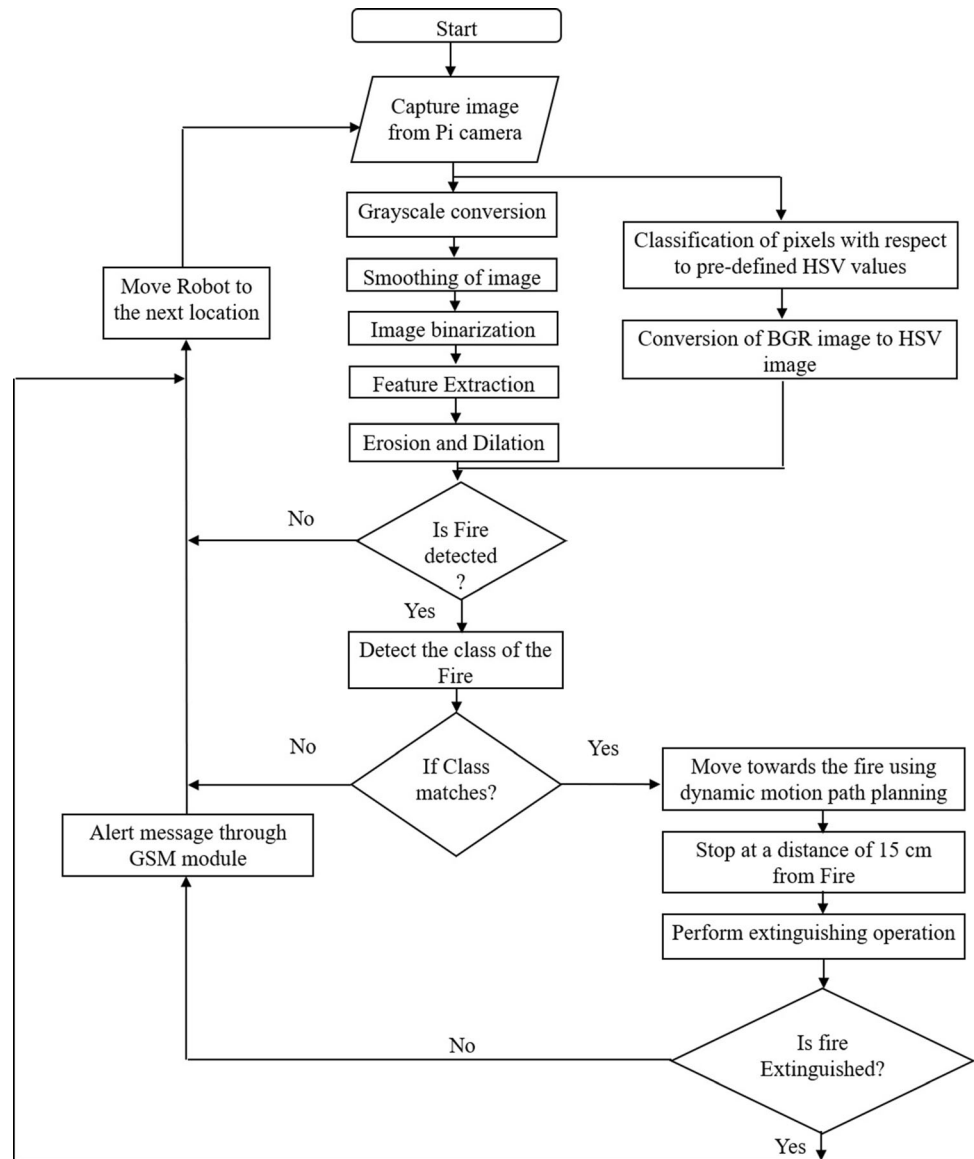 Start
Capture image
from Pi camera
Grayscale conversion
Classification of pixels with respect
to pre-defined HSV values
Move Robot to
the next location
Smoothing of image
Image binarization
Conversion of BGR image to HSV
image
Feature Extraction
Erosion and Dilation
No
Is Fire
detected
?
Yes
Detect the class of the
Fire
No
If Class
matches?
Yes
Move towards the fire using
dynamic motion path planning
Alert message through
GSM module
Stop at a distance of 15 cm
from Fire
Perform extinguishing operation
No
Is fire
Extinguished?
Yes